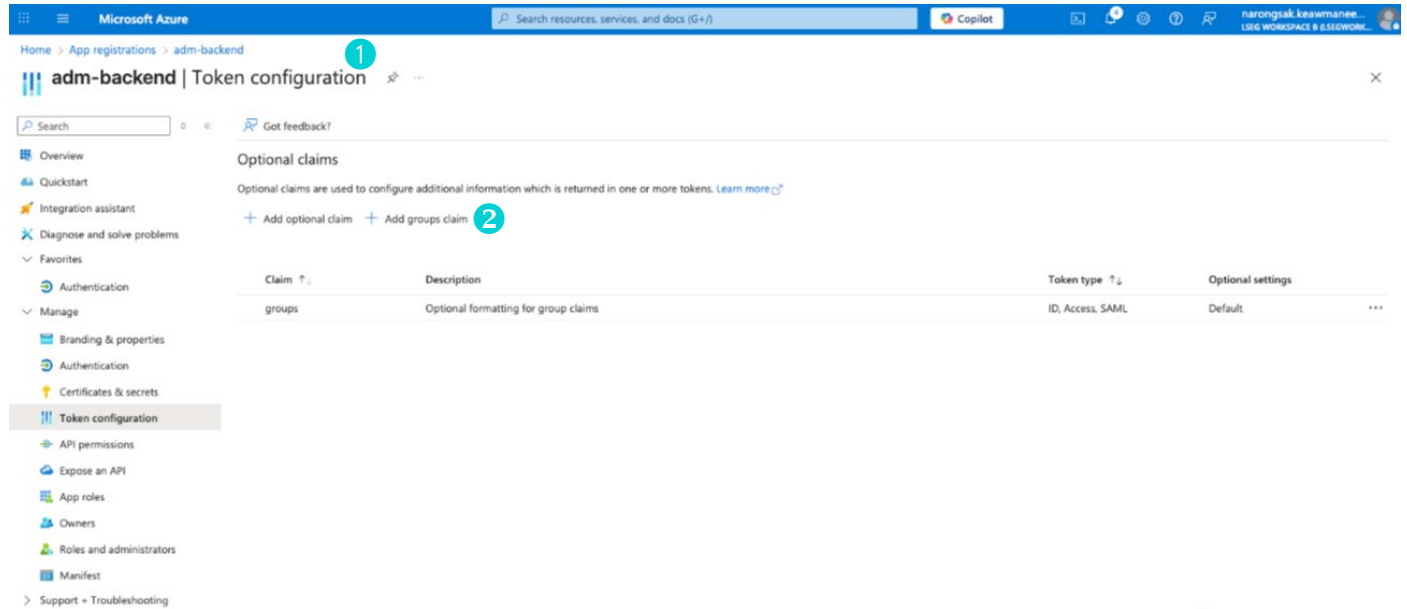 Microsoft Azure
Search resources, services, and docs (G+/)
Copilot
4
narongsak.keawmanee...
LSEG WORKSPACE B (LSEGWORK...
Home > App registrations > adm-backend
1
adm-backend | Token configuration
Search
Got feedback?
Overview
Quickstart
Integration assistant
Diagnose and solve problems
Favorites
Authentication
Manage
Branding & properties
Authentication
Certificates & secrets
Token configuration
API permissions
Expose an API
App roles
Owners
Roles and administrators
Manifest
Support + Troubleshooting
Optional claims
Optional claims are used to configure additional information which is returned in one or more tokens. Learn more
+ Add optional claim + Add groups claim 2
Claim Description Token type Optional settings
groups Optional formatting for group claims ID, Access, SAML Default ...